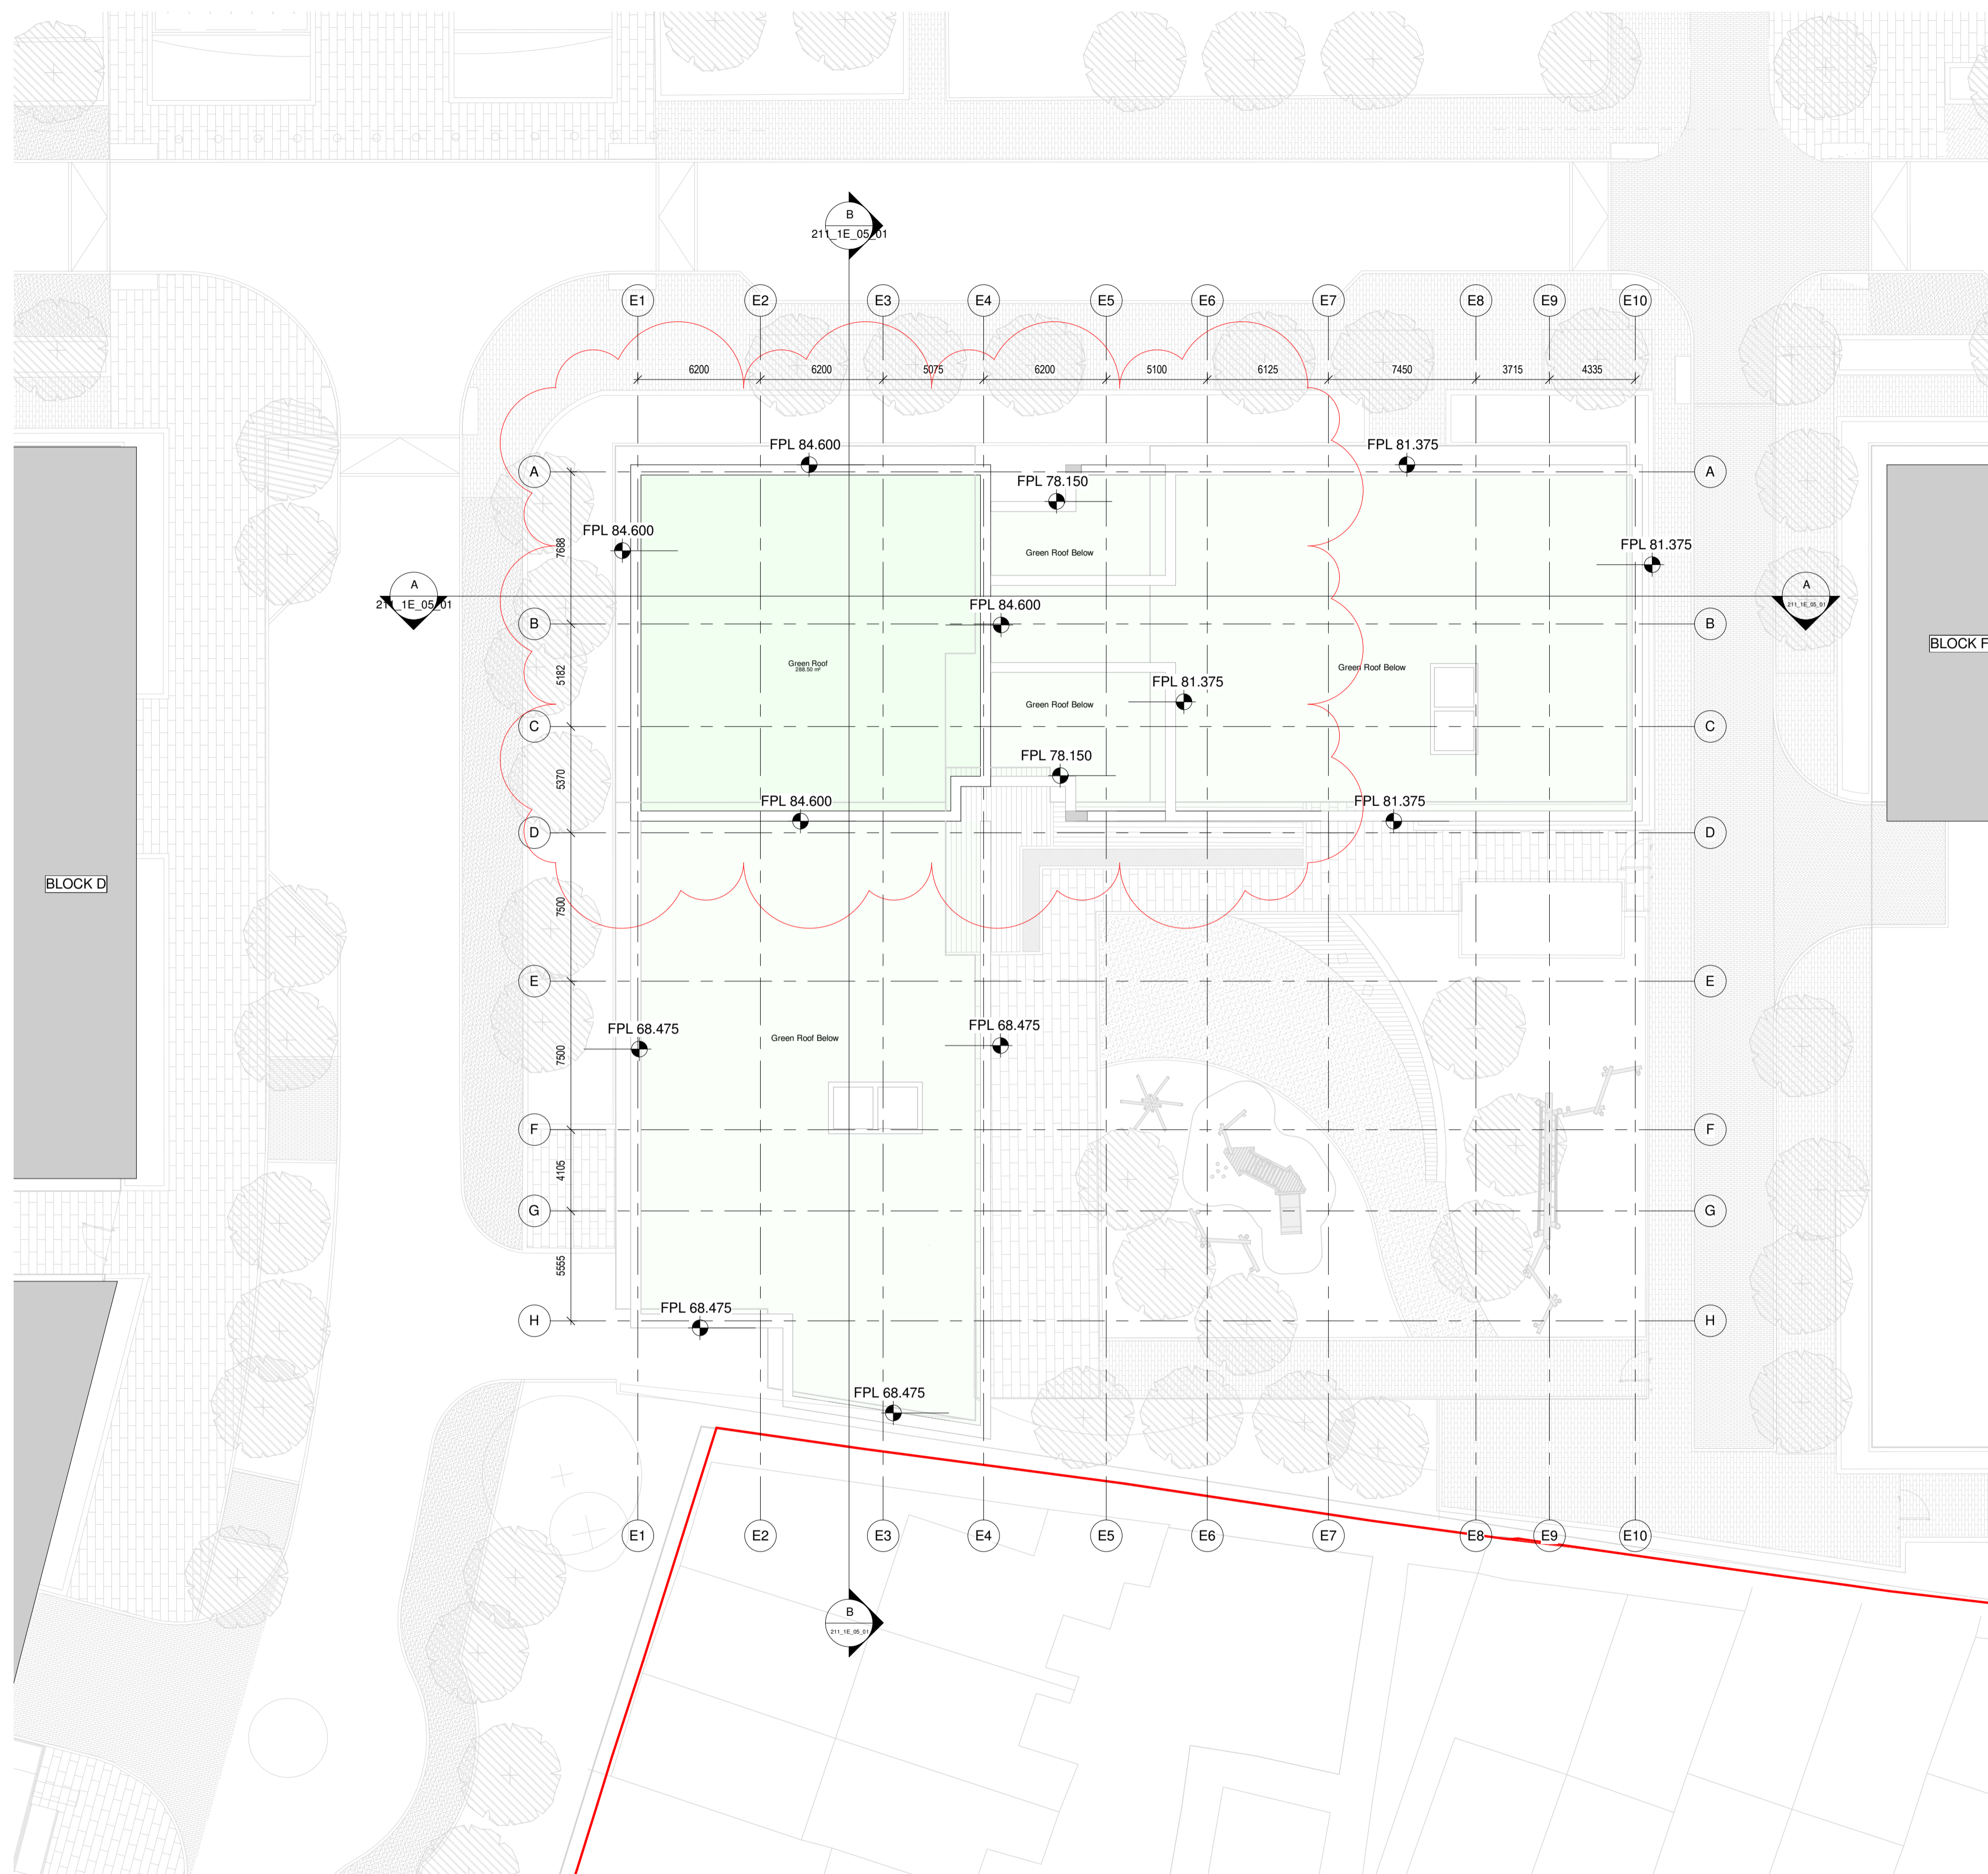 B
211_1E_05_01
E1 E2 E3 E4 E5 E6 E7 E8 E9 E10
6200 6200 5075 6200 5100 6125 7450 3715 4335
FPL 84.600
FPL 81.375
A
A
FPL 78.150
FPL 84.600
7688
Green Roof Below
FPL 81.375
A
211_1E_05_01
A
211_1E_05_01
FPL 84.600
B
B
BLOCK F
Green Roof
288.50 m²
Green Roof Below
5182
FPL 81.375
Green Roof Below
C
C
FPL 78.150
5370
FPL 84.600
FPL 81.375
D
D
BLOCK D
7500
E
E
FPL 68.475
FPL 68.475
Green Roof Below
7500
F
F
4105
G
G
5555
FPL 68.475
H
H
FPL 68.475
E1 E2 E3 E4 E5 E6 E7 E8 E9 E10
B
211_1E_05_01